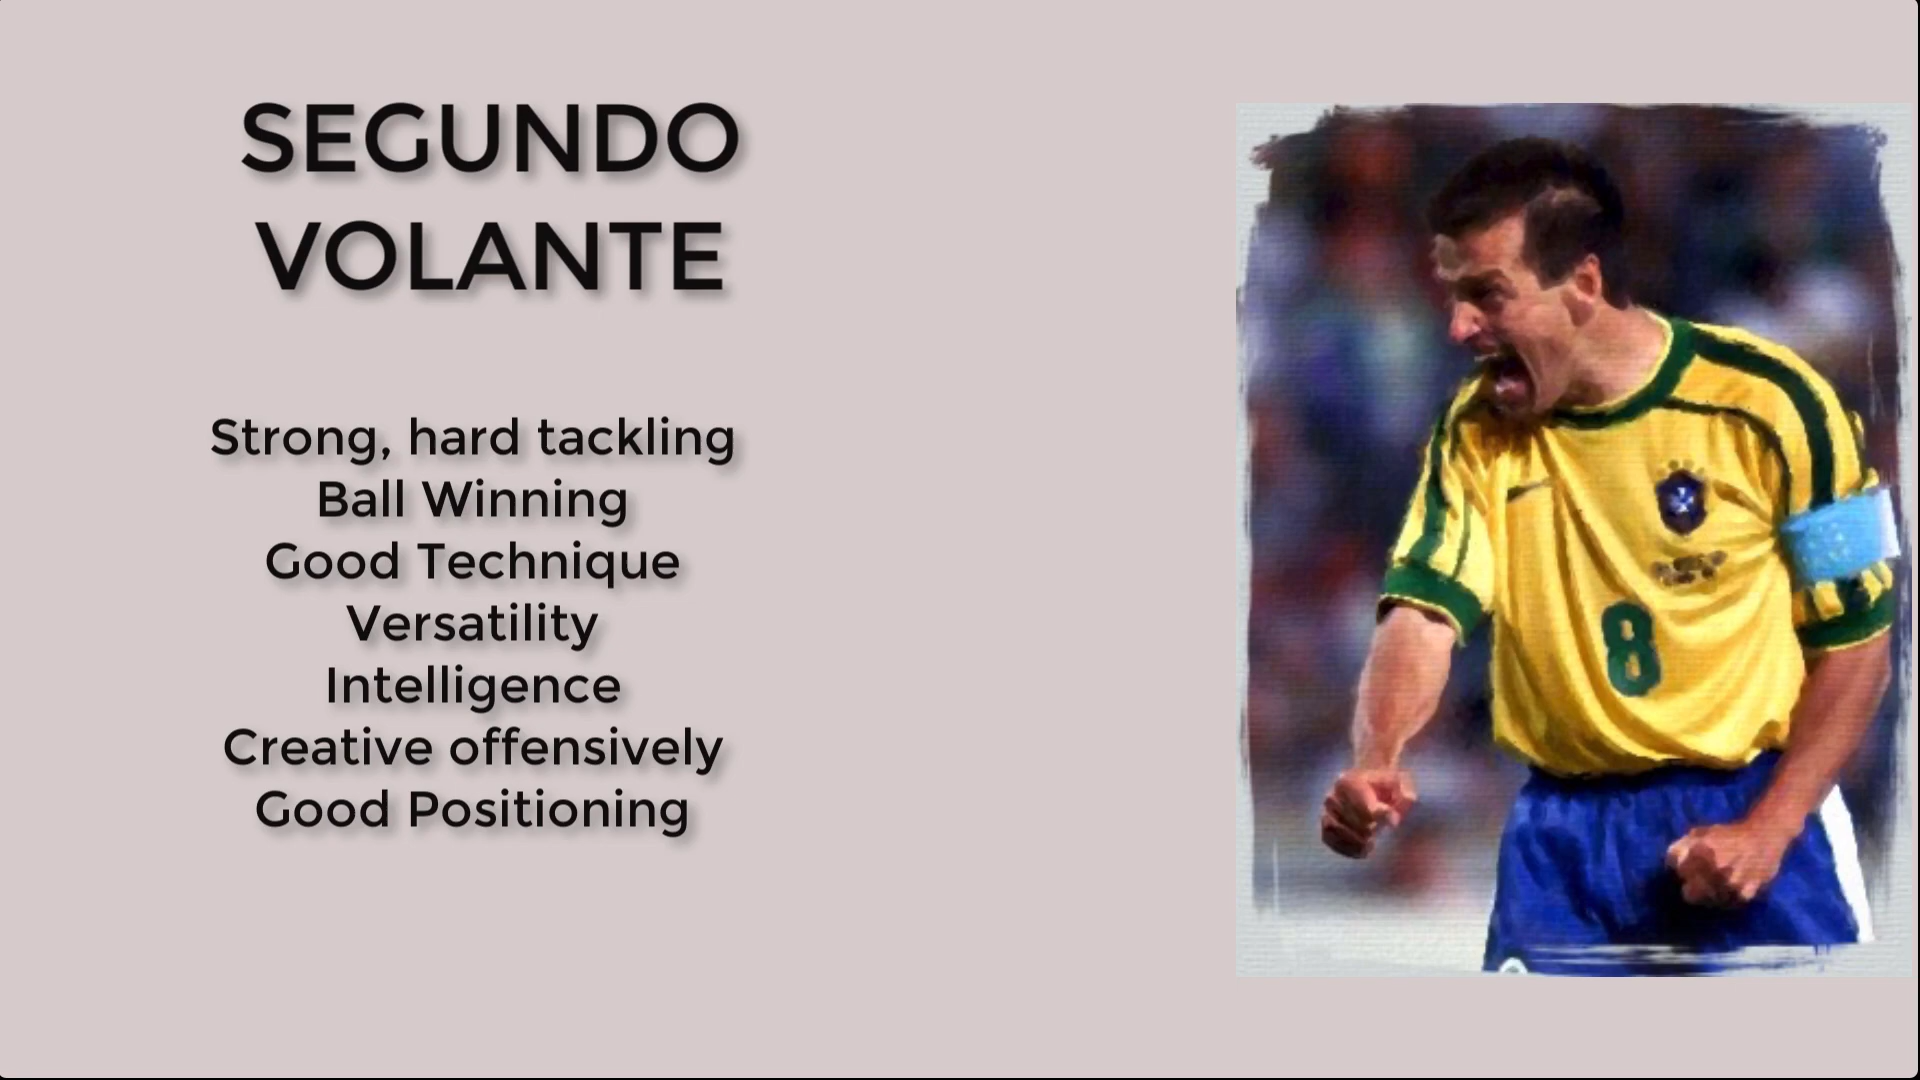 SEGUNDO
VOLANTE
Strong, hard tackling
Ball Winning
Good Technique
Versatility
Intelligence
Creative offensively
Good Positioning
8